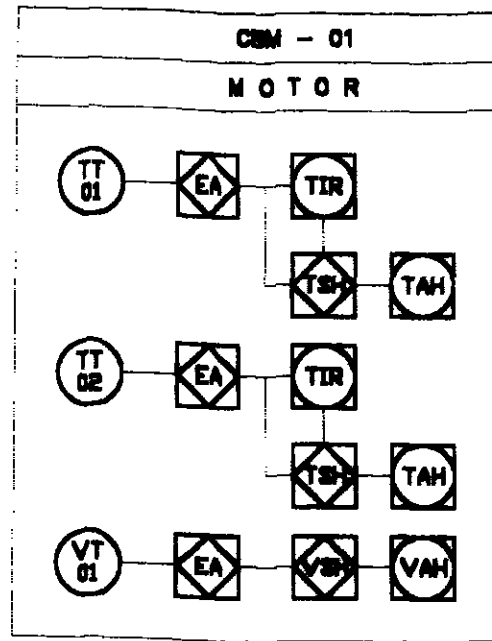 CBM - 01
MOTOR
TT
01
EA
TIR
TSH
TAH
TT
02
EA
TIR
TSH
TAH
VT
01
EA
VSH
VAH